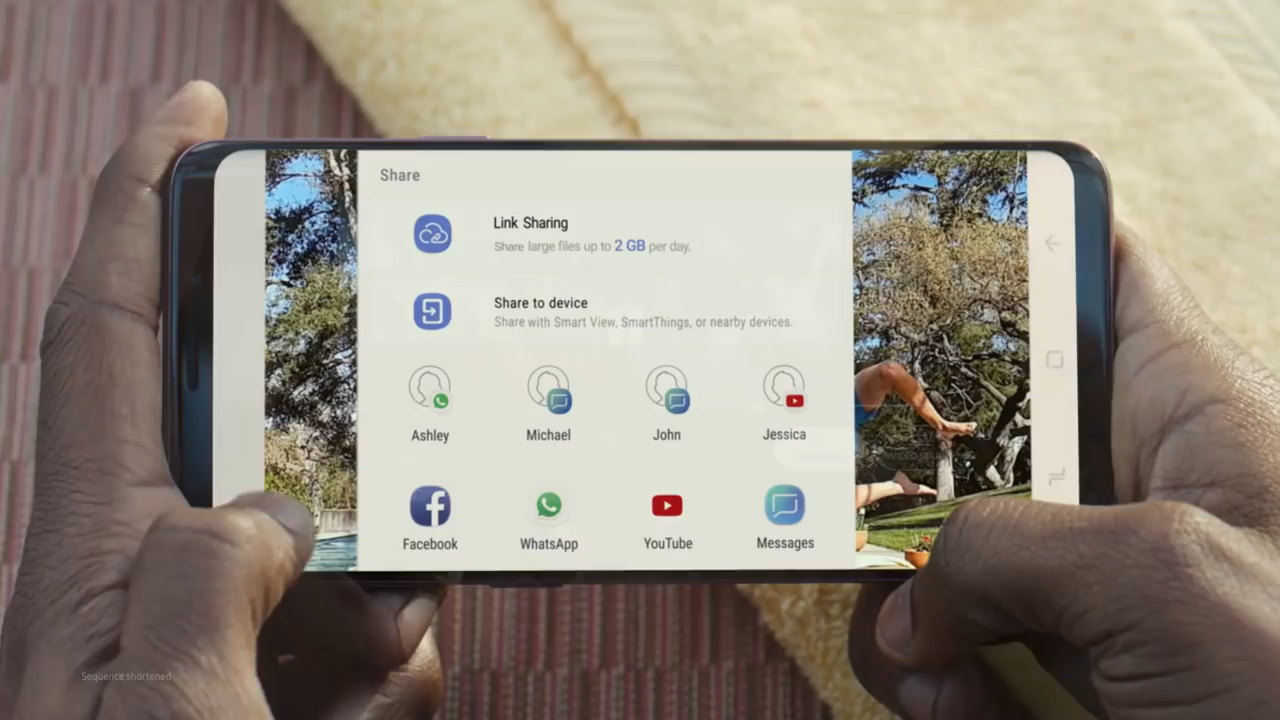 Share
Link Sharing
Share large files up to 2 GB per day.
Share to device
Share with Smart View, SmartThings, or nearby devices.
Ashley Michael John Jessica
Facebook WhatsApp YouTube Messages
VIDEO
Sequence shortened